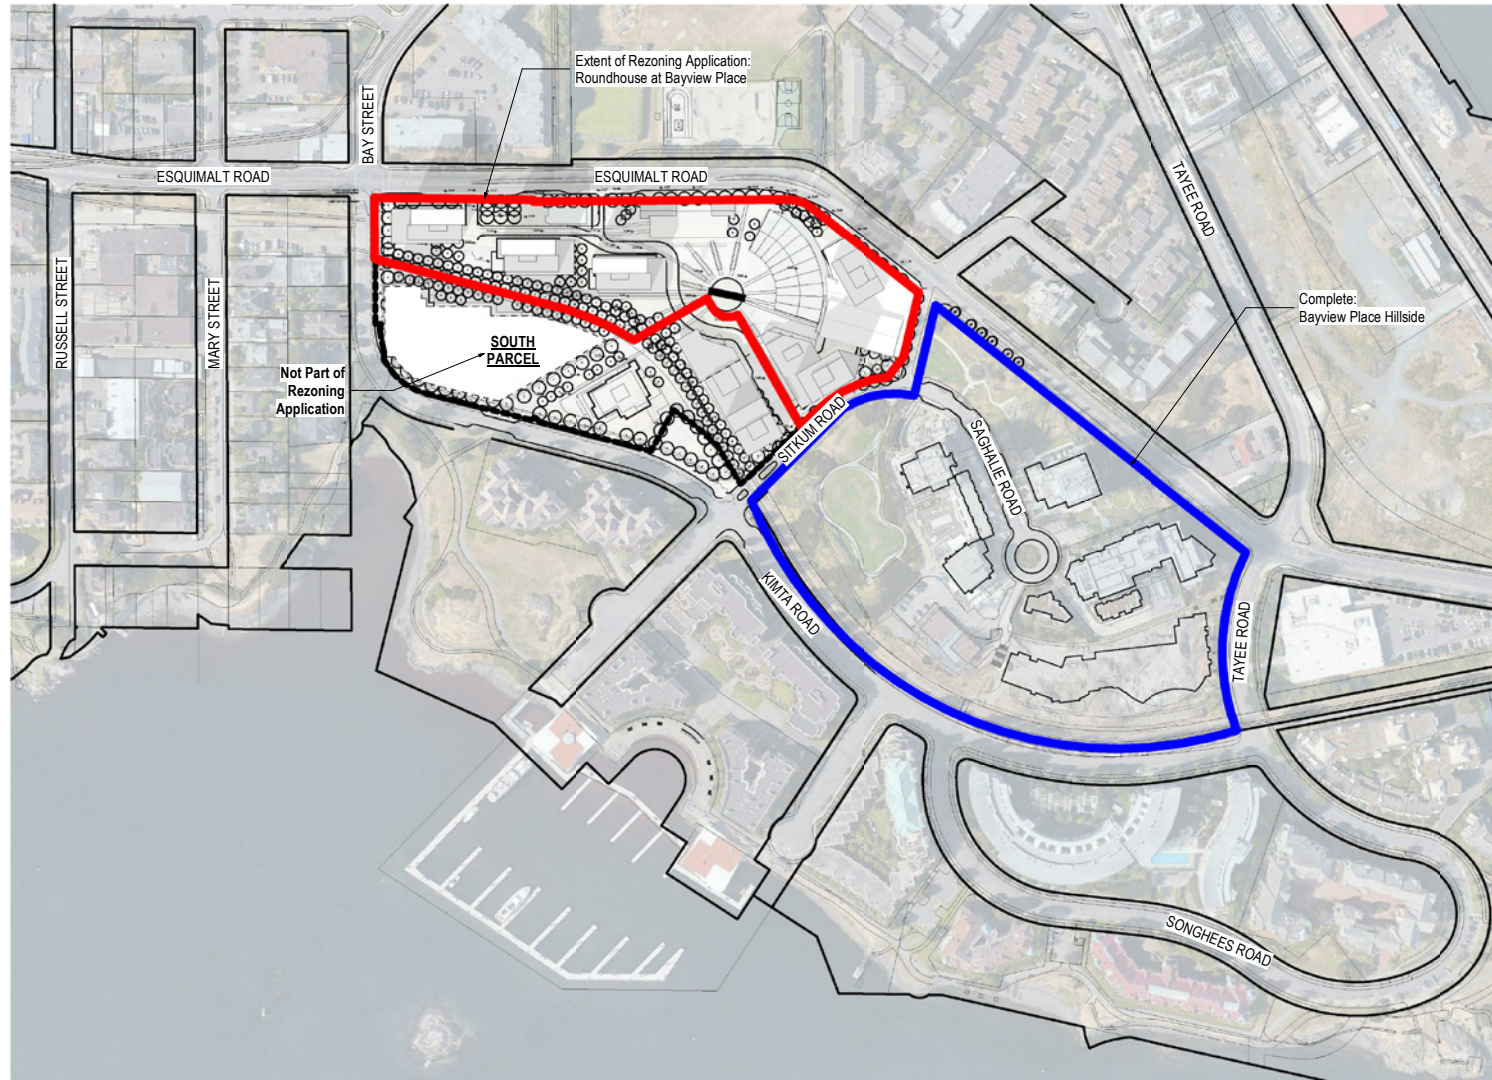 Extent of Rezoning Application:
Roundhouse at Bayview Place
BAY STREET
ESQUIMALT ROAD
ESQUIMALT ROAD
TAYEE ROAD
RUSSELL STREET
MARY STREET
Complete:
Bayview Place Hillside
SOUTH
PARCEL
Not Part of
Rezoning
Application
SITKUM ROAD
SAGHALIE ROAD
KIMTA ROAD
TAYEE ROAD
SONGHEES ROAD